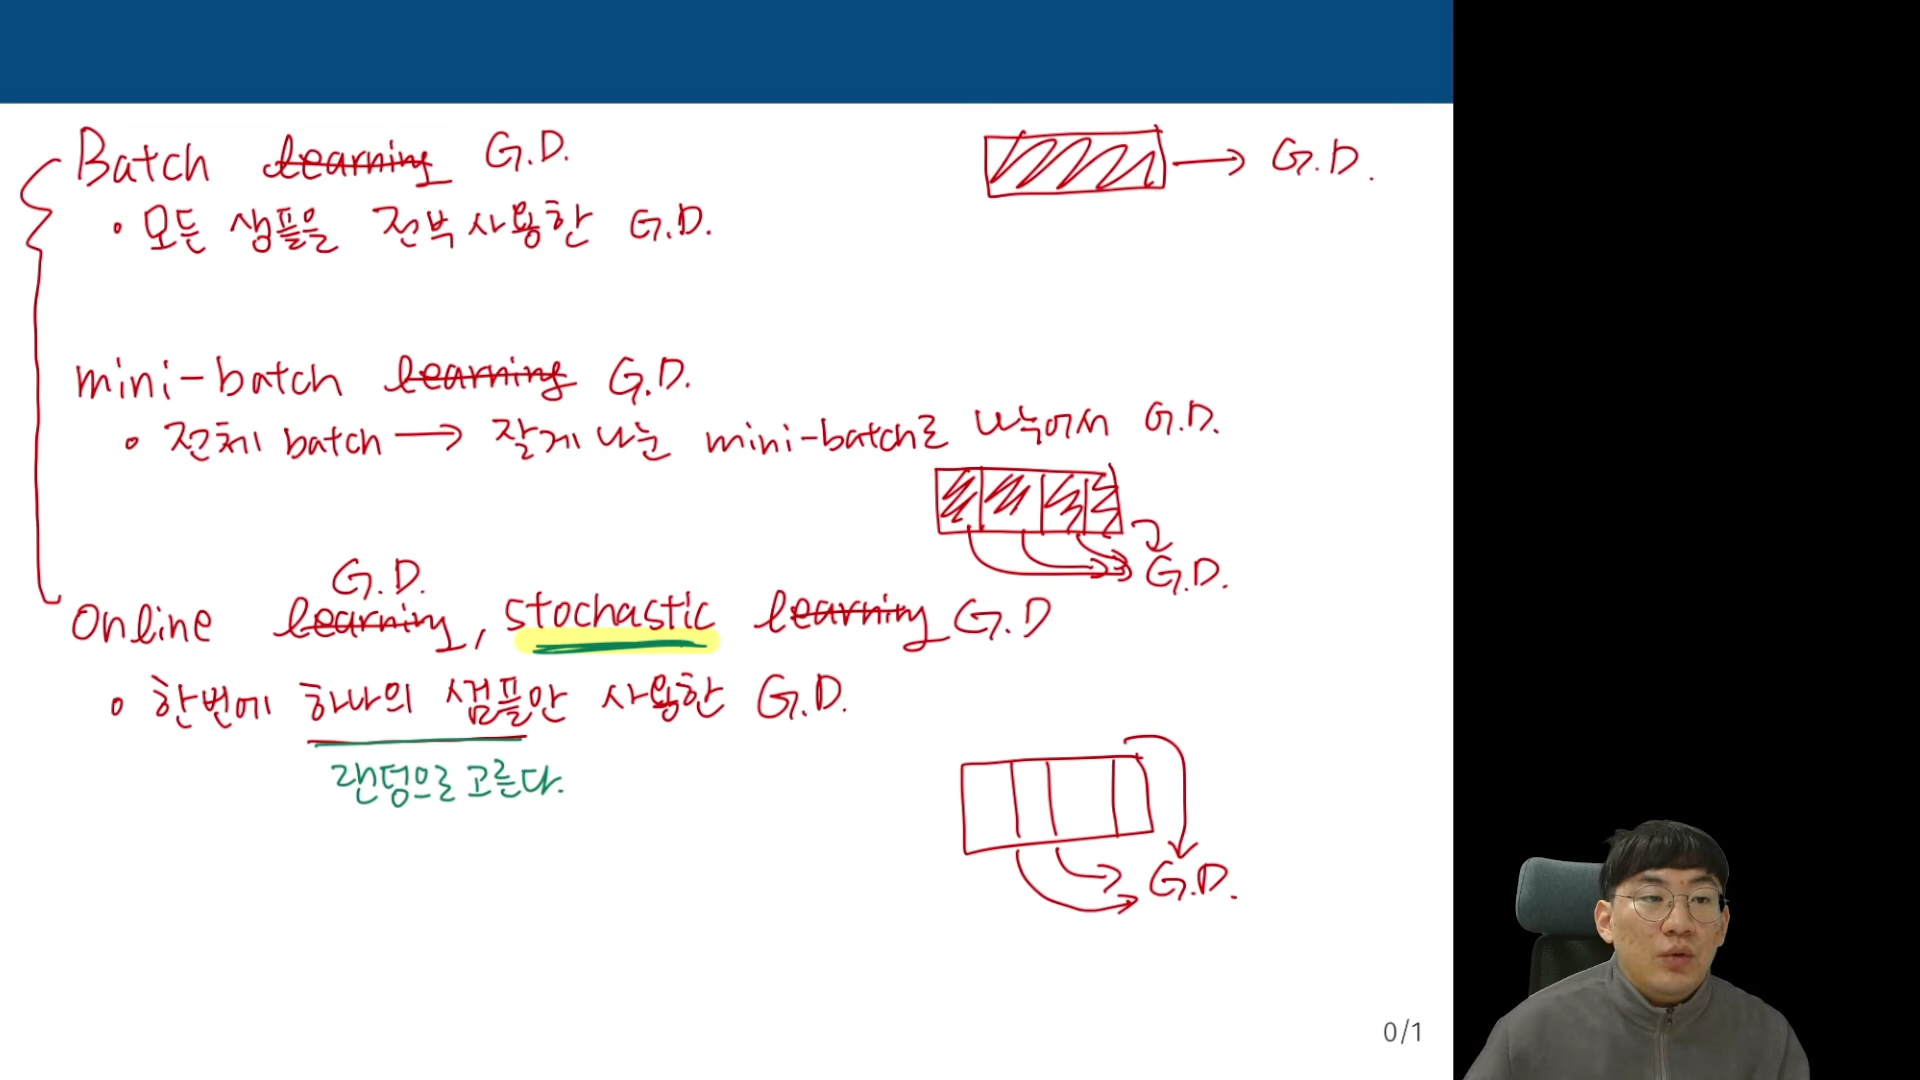 Batch learning G.D.
• 모든 샘플을 전부 사용한 G.D.
→ G.D.
mini-batch learning G.D.
• 전체 batch → 잘게 나눈 mini-batch로 나눠어서 G.D.
G.D.
G.D.
Online learning, stochastic learning G.D
• 한번에 하나의 샘플만 사용한 G.D.
랜덤으로 고른다.
G.D.
0/1